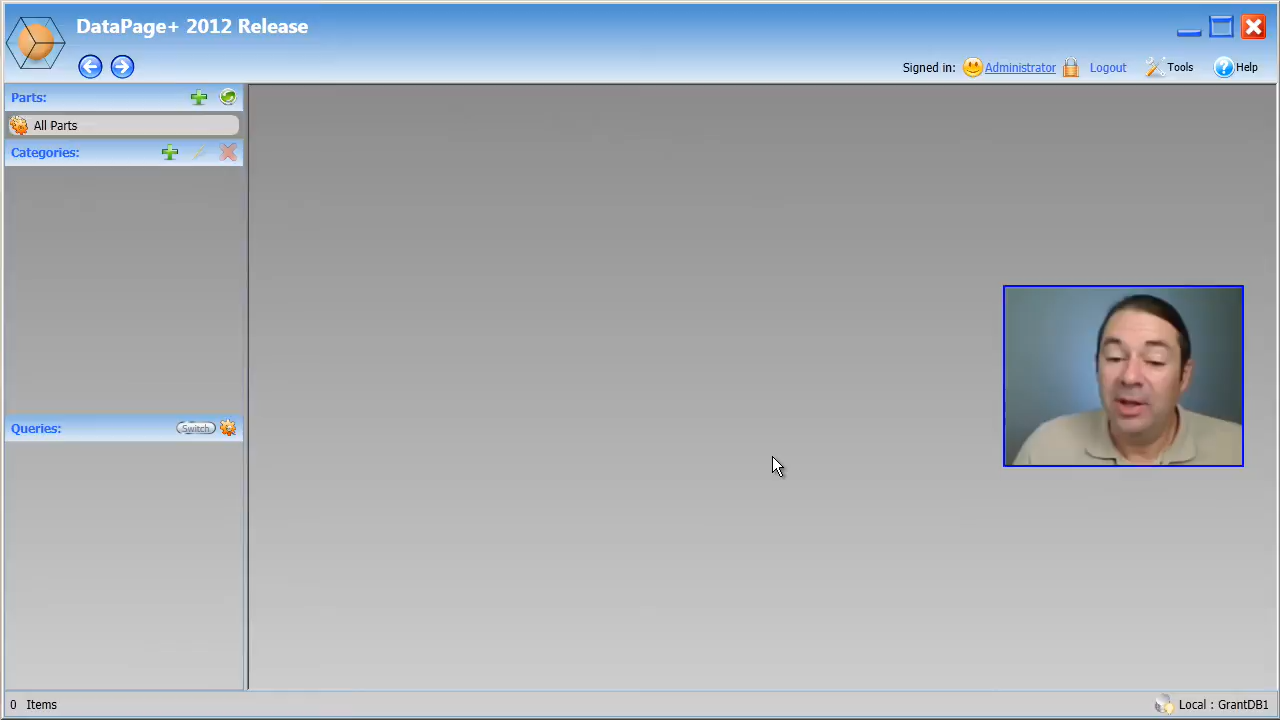 DataPage+ 2012 Release
Signed in: Administrator Logout Tools Help
Parts:
All Parts
Categories:
Queries: Switch
0 Items
Local : GrantDB1